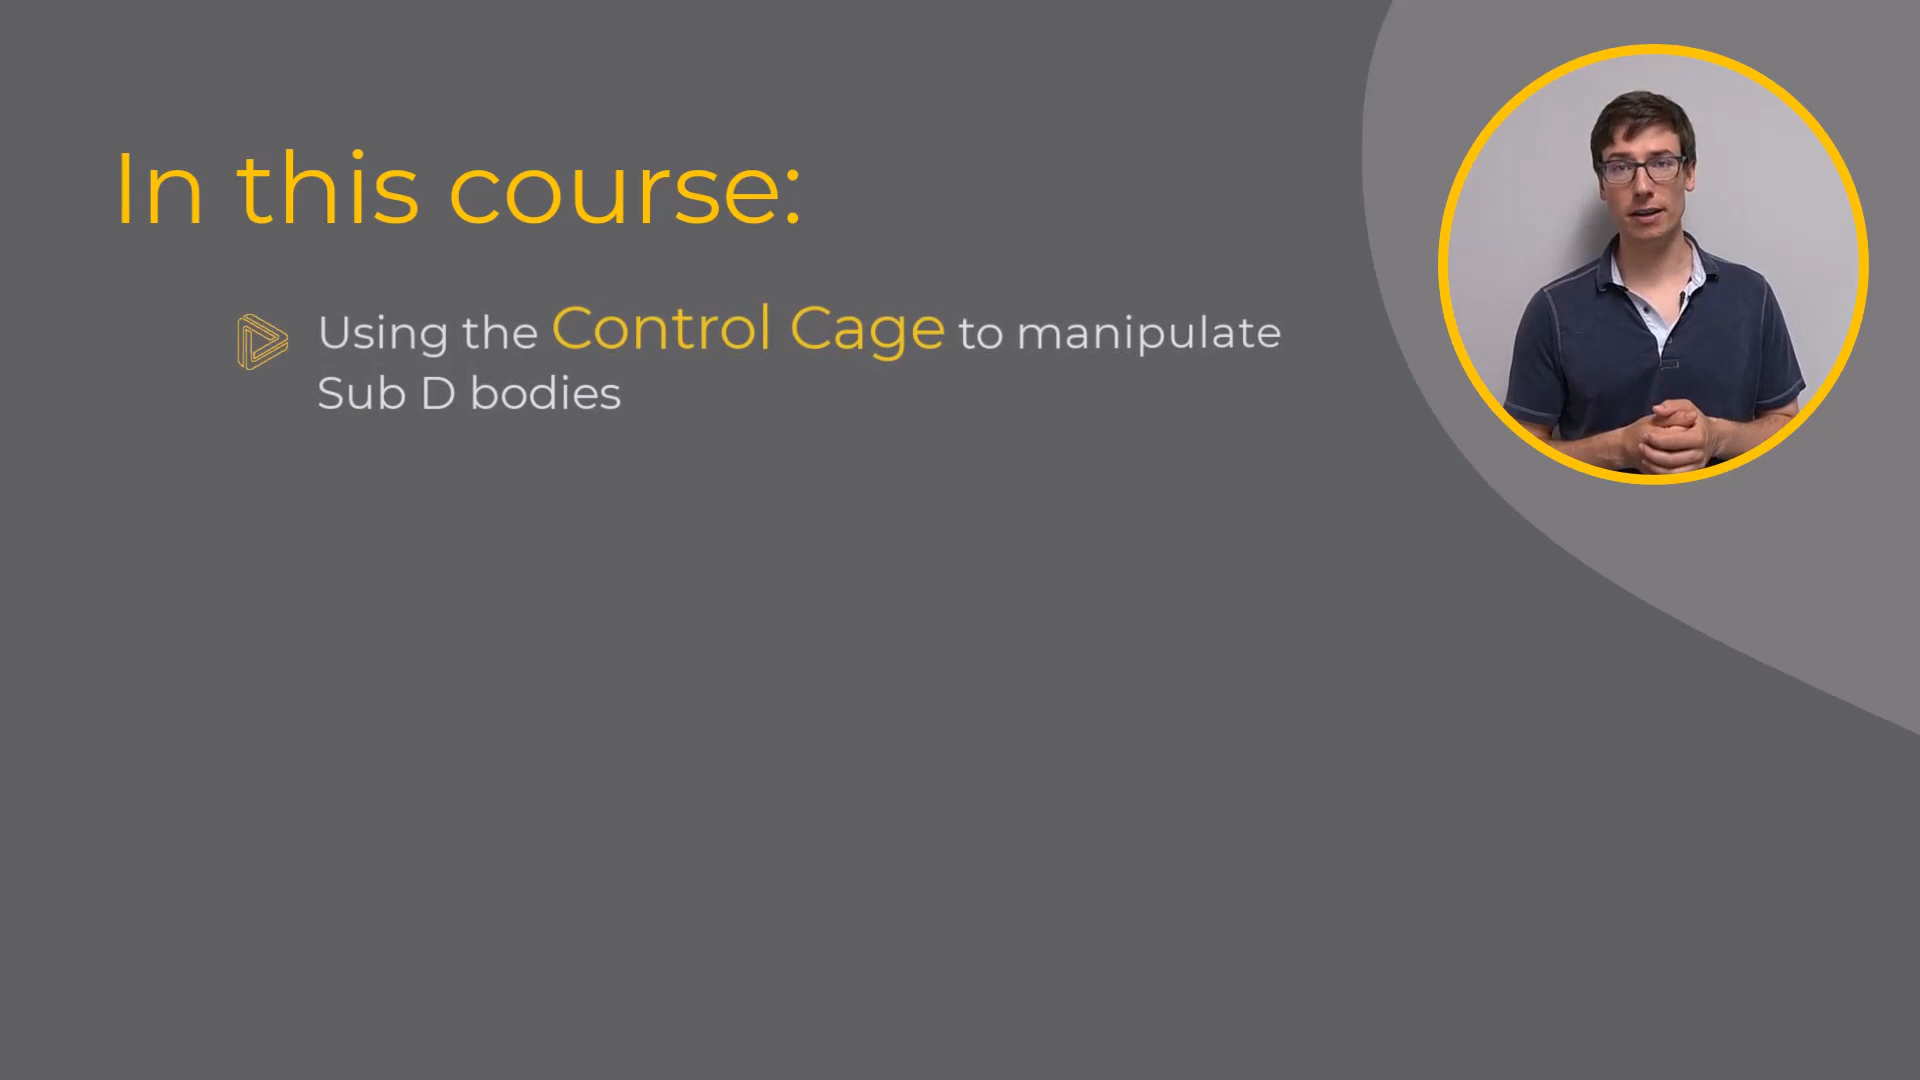 In this course:
Using the Control Cage to manipulate
Sub D bodies